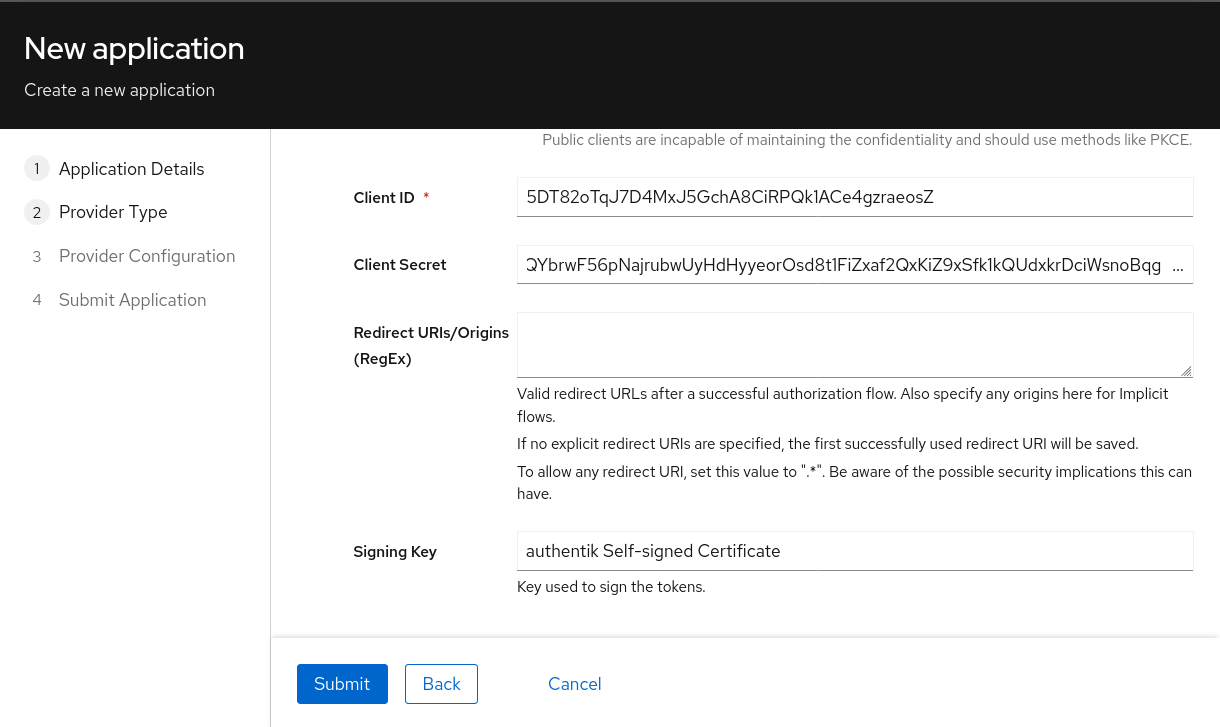 New application
Create a new application
1 Application Details
2 Provider Type
3 Provider Configuration
4 Submit Application
Public clients are incapable of maintaining the confidentiality and should use methods like PKCE.
Client ID *
5DT82oTqJ7D4MxJ5GchA8CiRPQk1ACe4gzraeosZ
Client Secret
QYbrwF56pNajrubwUyHdHyyeorOsd8t1FiZxaf2QxKiZ9xSfk1kQUdxkrDciWsnoBqg ...
Redirect URIs/Origins
(RegEx)
Valid redirect URLs after a successful authorization flow. Also specify any origins here for Implicit
flows.
If no explicit redirect URIs are specified, the first successfully used redirect URI will be saved.
To allow any redirect URI, set this value to ".*". Be aware of the possible security implications this can
have.
Signing Key
authentik Self-signed Certificate
Key used to sign the tokens.
Submit
Back
Cancel